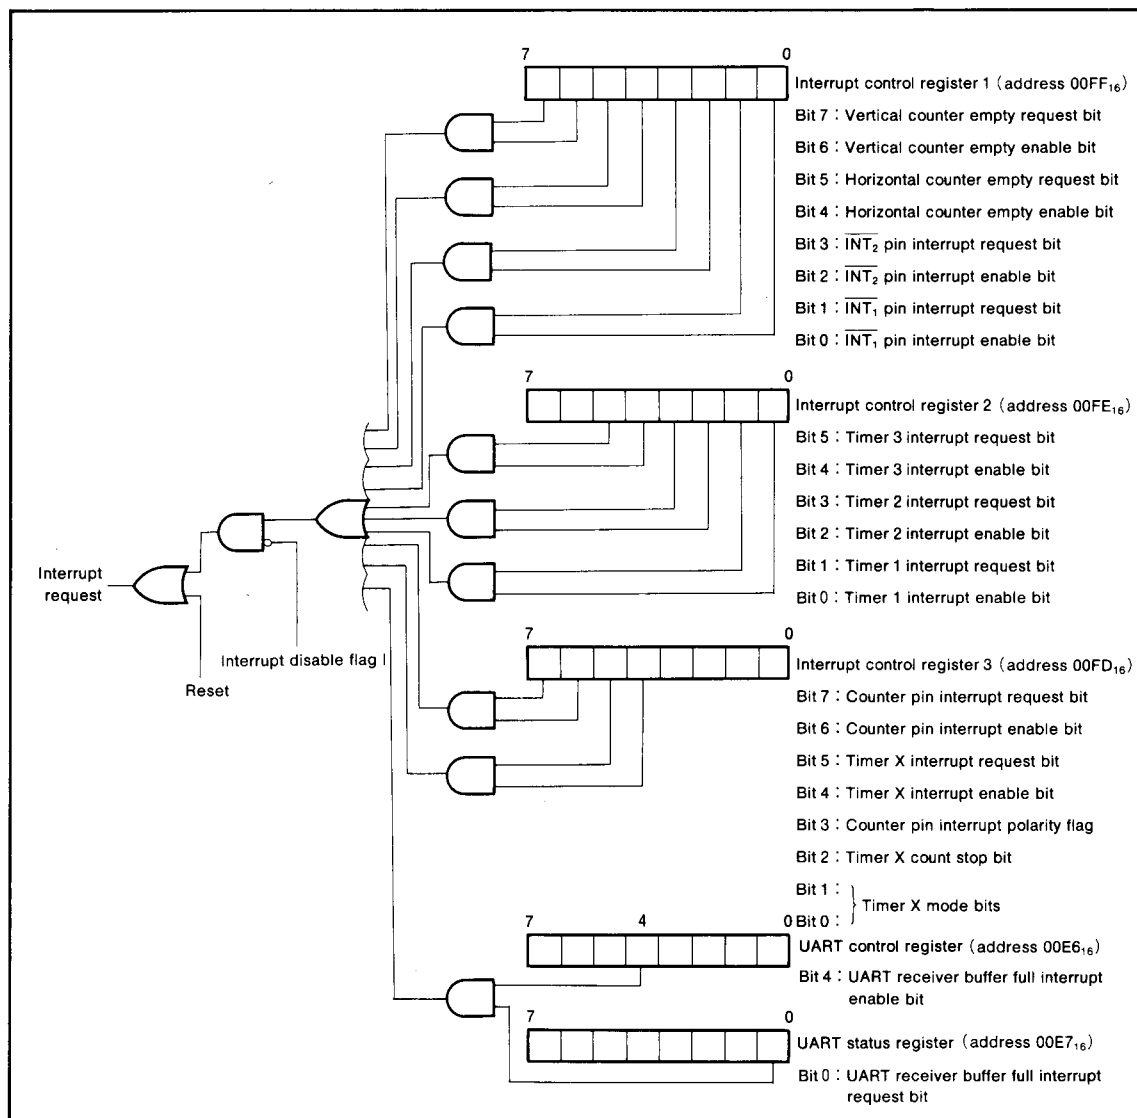 7 0
Interrupt control register 1 (address 00FF₁₆)
Bit 7 : Vertical counter empty request bit
Bit 6 : Vertical counter empty enable bit
Bit 5 : Horizontal counter empty request bit
Bit 4 : Horizontal counter empty enable bit
Bit 3 : I̅N̅T̅₂̅ pin interrupt request bit
Bit 2 : I̅N̅T̅₂̅ pin interrupt enable bit
Bit 1 : I̅N̅T̅₁̅ pin interrupt request bit
Bit 0 : I̅N̅T̅₁̅ pin interrupt enable bit
7 0
Interrupt control register 2 (address 00FE₁₆)
Bit 5 : Timer 3 interrupt request bit
Bit 4 : Timer 3 interrupt enable bit
Bit 3 : Timer 2 interrupt request bit
Bit 2 : Timer 2 interrupt enable bit
Bit 1 : Timer 1 interrupt request bit
Bit 0 : Timer 1 interrupt enable bit
Interrupt
request
Interrupt disable flag I
Reset
7 0
Interrupt control register 3 (address 00FD₁₆)
Bit 7 : Counter pin interrupt request bit
Bit 6 : Counter pin interrupt enable bit
Bit 5 : Timer X interrupt request bit
Bit 4 : Timer X interrupt enable bit
Bit 3 : Counter pin interrupt polarity flag
Bit 2 : Timer X count stop bit
Bit 1 :
Timer X mode bits
Bit 0 :
7 4 0
UART control register (address 00E6₁₆)
Bit 4 : UART receiver buffer full interrupt
enable bit
7 0
UART status register (address 00E7₁₆)
Bit 0 : UART receiver buffer full interrupt
request bit